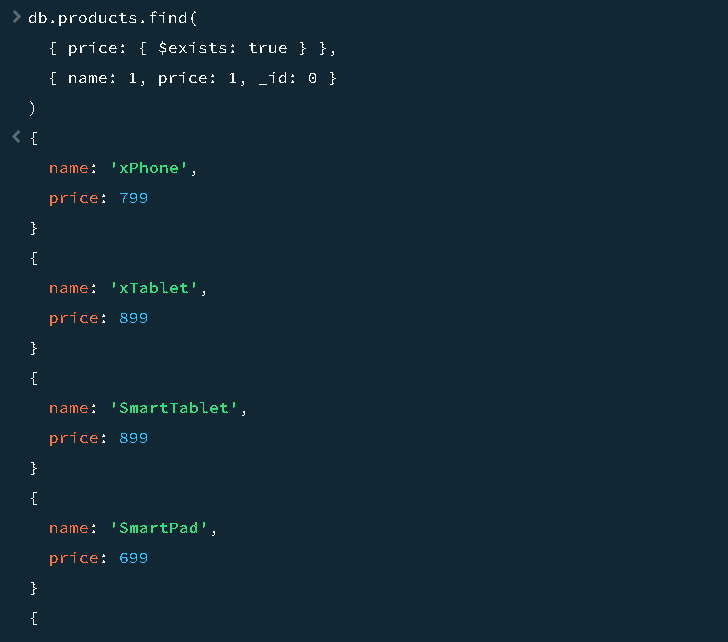 > db.products.find(
{ price: { $exists: true } },
{ name: 1, price: 1, _id: 0 }
)
< {
name: 'xPhone',
price: 799
}
{
name: 'xTablet',
price: 899
}
{
name: 'SmartTablet',
price: 899
}
{
name: 'SmartPad',
price: 699
}
{